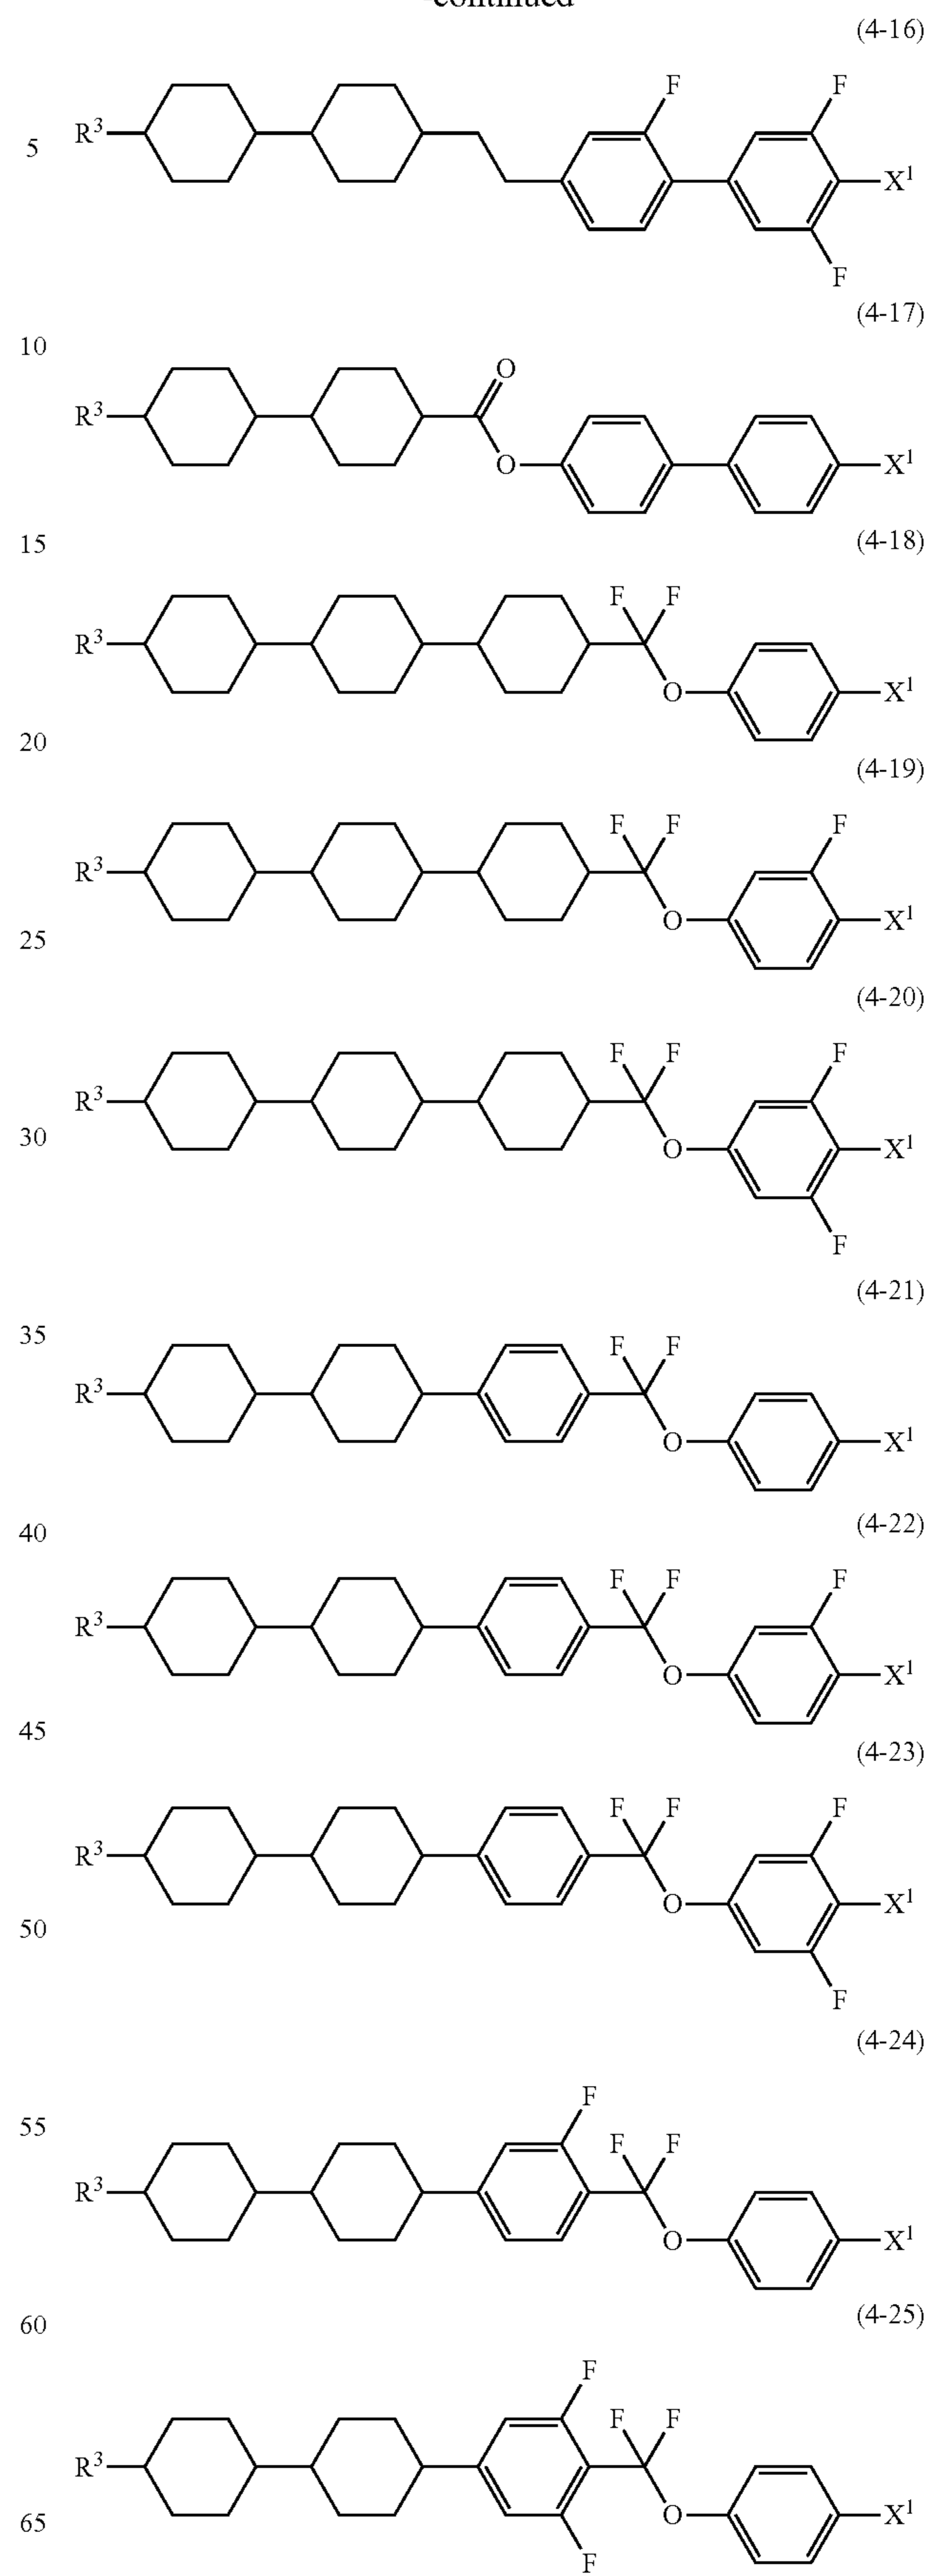 -continued
(4-16)
F F
5 R³ X¹
F
(4-17)
10
O
R³ X¹
O
15 (4-18)
F F
R³ X¹
O
20
(4-19)
F F F
R³ X¹
O
25
(4-20)
F F F
R³ X¹
O
30
F
(4-21)
35
F F
R³ X¹
O
40 (4-22)
F F F
R³ X¹
O
45
(4-23)
F F F
R³ X¹
O
50
F
(4-24)
F
55
F F
R³ X¹
O
60 (4-25)
F
F F
R³ X¹
O
65
F